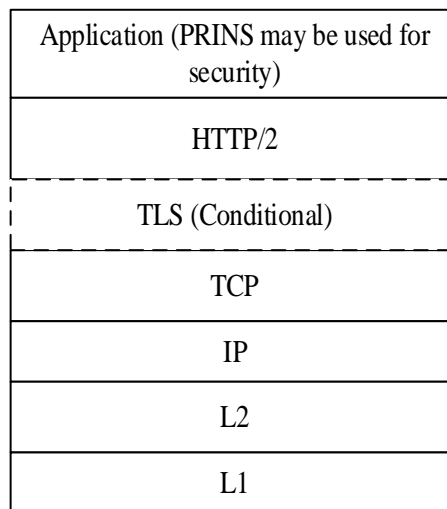 Application (PRINS may be used for
security)
HTTP/2
TLS (Conditional)
TCP
IP
L2
L1